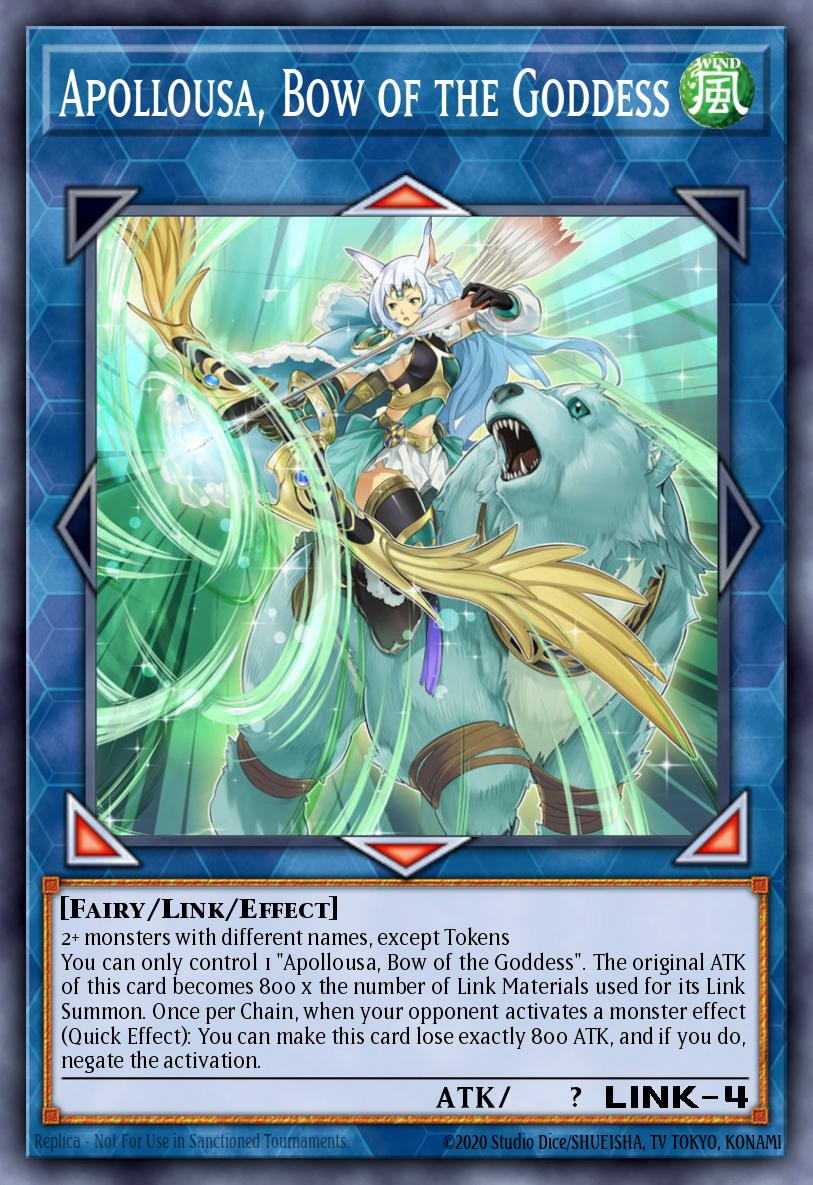 Apollousa, Bow of the Goddess
WIND
風
[Fairy/Link/Effect]
2+ monsters with different names, except Tokens
You can only control 1 "Apollousa, Bow of the Goddess". The original ATK
of this card becomes 800 x the number of Link Materials used for its Link
Summon. Once per Chain, when your opponent activates a monster effect
(Quick Effect): You can make this card lose exactly 800 ATK, and if you do,
negate the activation.
ATK/ ? LINK-4
Replica - Not For Use in Sanctioned Tournaments. ©2020 Studio Dice/SHUEISHA, TV TOKYO, KONAMI